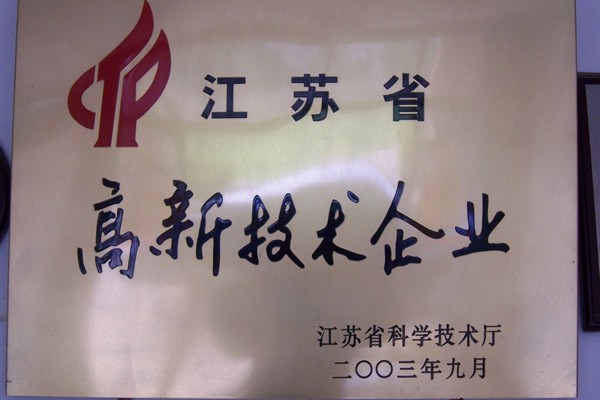 江苏省
高新技术企业
江苏省科学技术厅
二〇〇三年九月